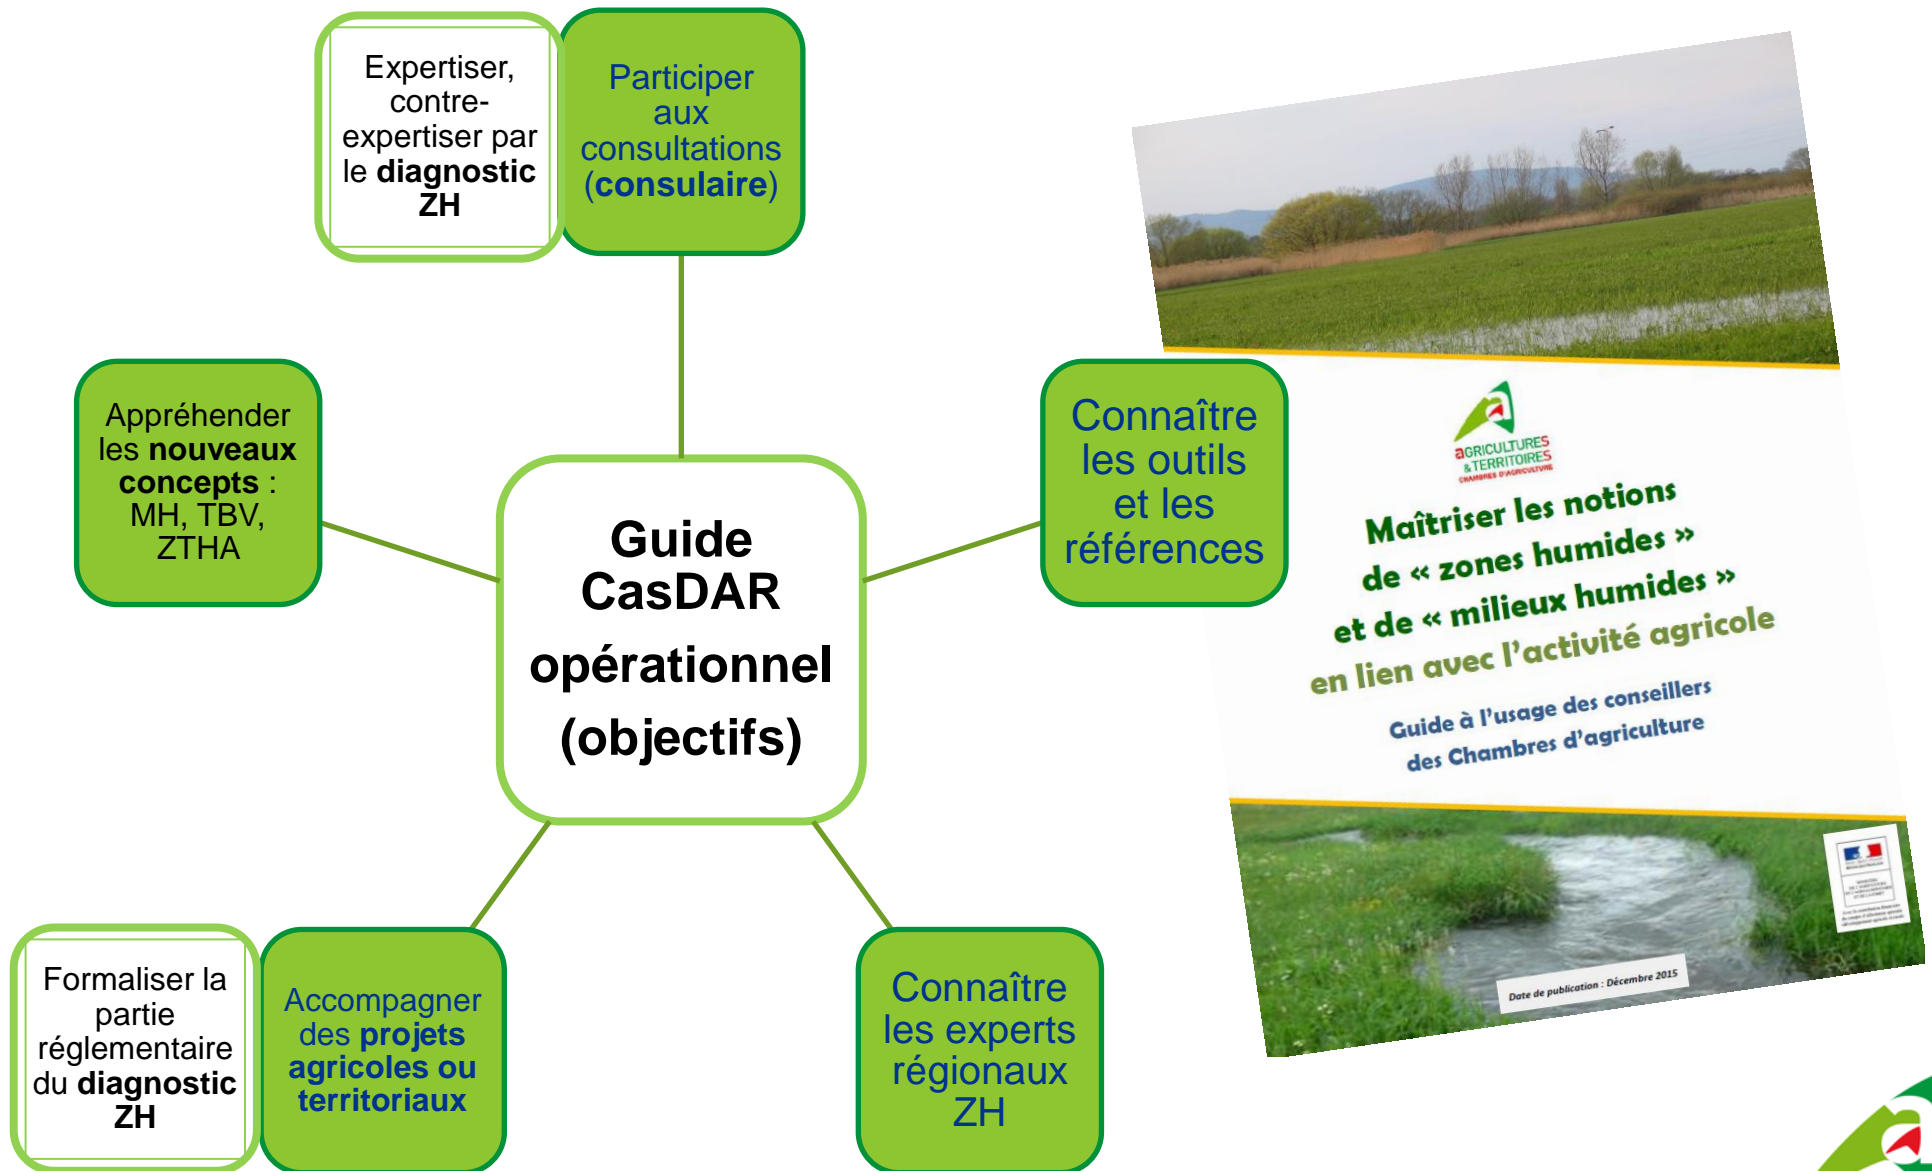 Expertiser,
contre-
expertiser par
le diagnostic
ZH
Participer
aux
consultations
(consulaire)
Appréhender
les nouveaux
concepts :
MH, TBV,
ZTHA
Guide
CasDAR
opérationnel
(objectifs)
Connaître
les outils
et les
références
Formaliser la
partie
réglementaire
du diagnostic
ZH
Accompagner
des projets
agricoles ou
territoriaux
Connaître
les experts
régionaux
ZH
AGRICULTURES
& TERRITOIRES
CHAMBRES D'AGRICULTURE
Maîtriser les notions
de « zones humides »
et de « milieux humides »
en lien avec l'activité agricole
Guide à l'usage des conseillers
des Chambres d'agriculture
Date de publication : Décembre 2015